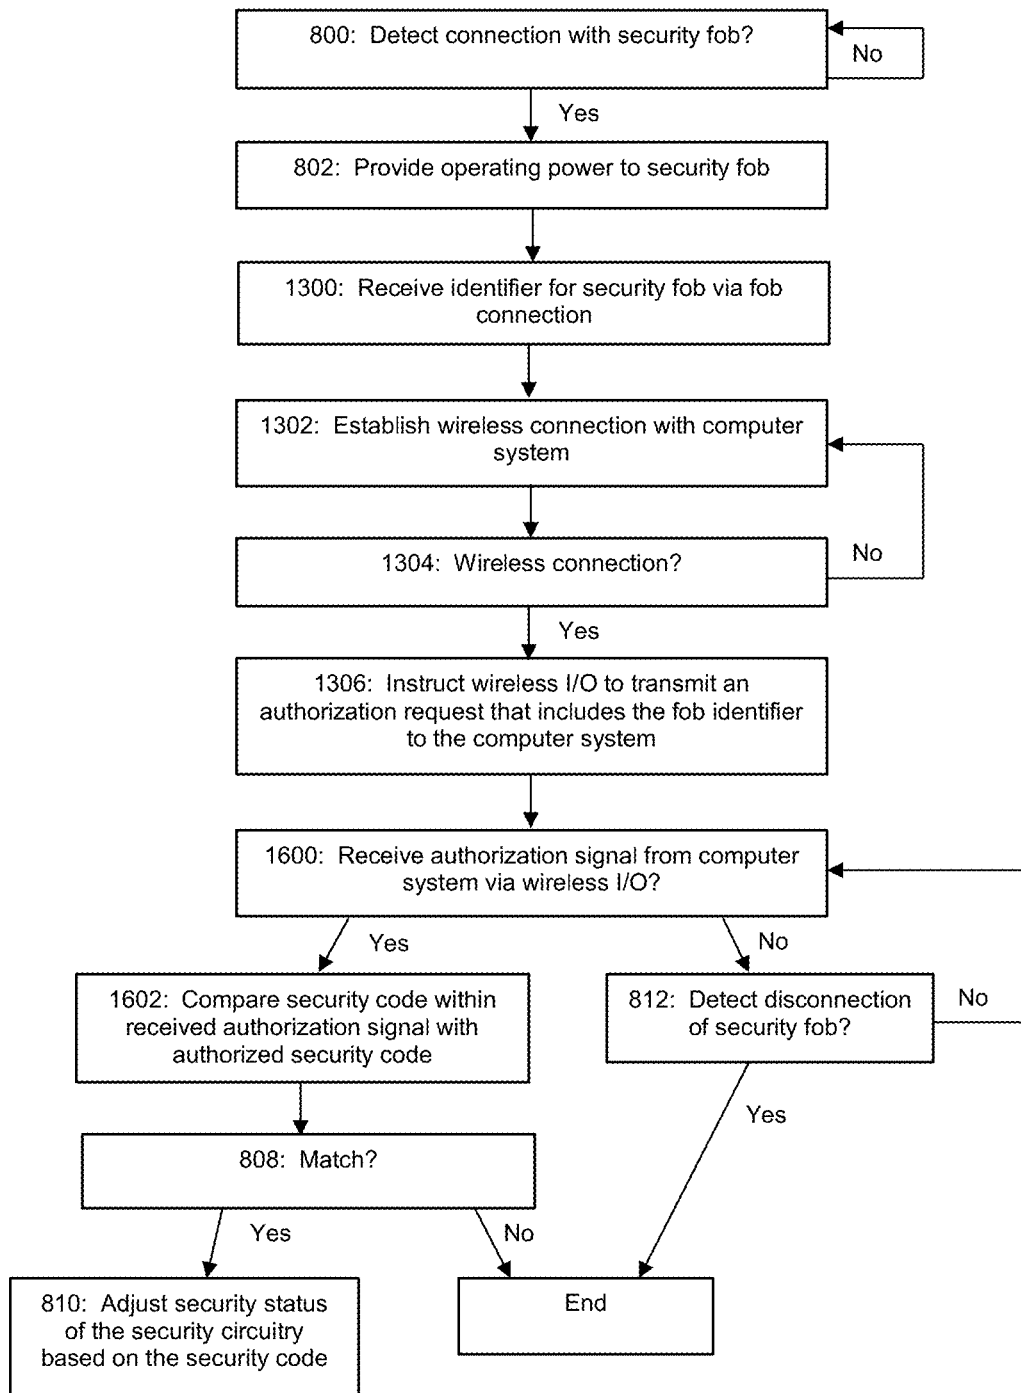 800: Detect connection with security fob?
No
Yes
802: Provide operating power to security fob
1300: Receive identifier for security fob via fob
connection
1302: Establish wireless connection with computer
system
1304: Wireless connection?
No
Yes
1306: Instruct wireless I/O to transmit an
authorization request that includes the fob identifier
to the computer system
1600: Receive authorization signal from computer
system via wireless I/O?
Yes
No
1602: Compare security code within
received authorization signal with
authorized security code
812: Detect disconnection
of security fob?
No
Yes
808: Match?
Yes
No
810: Adjust security status
of the security circuitry
based on the security code
End